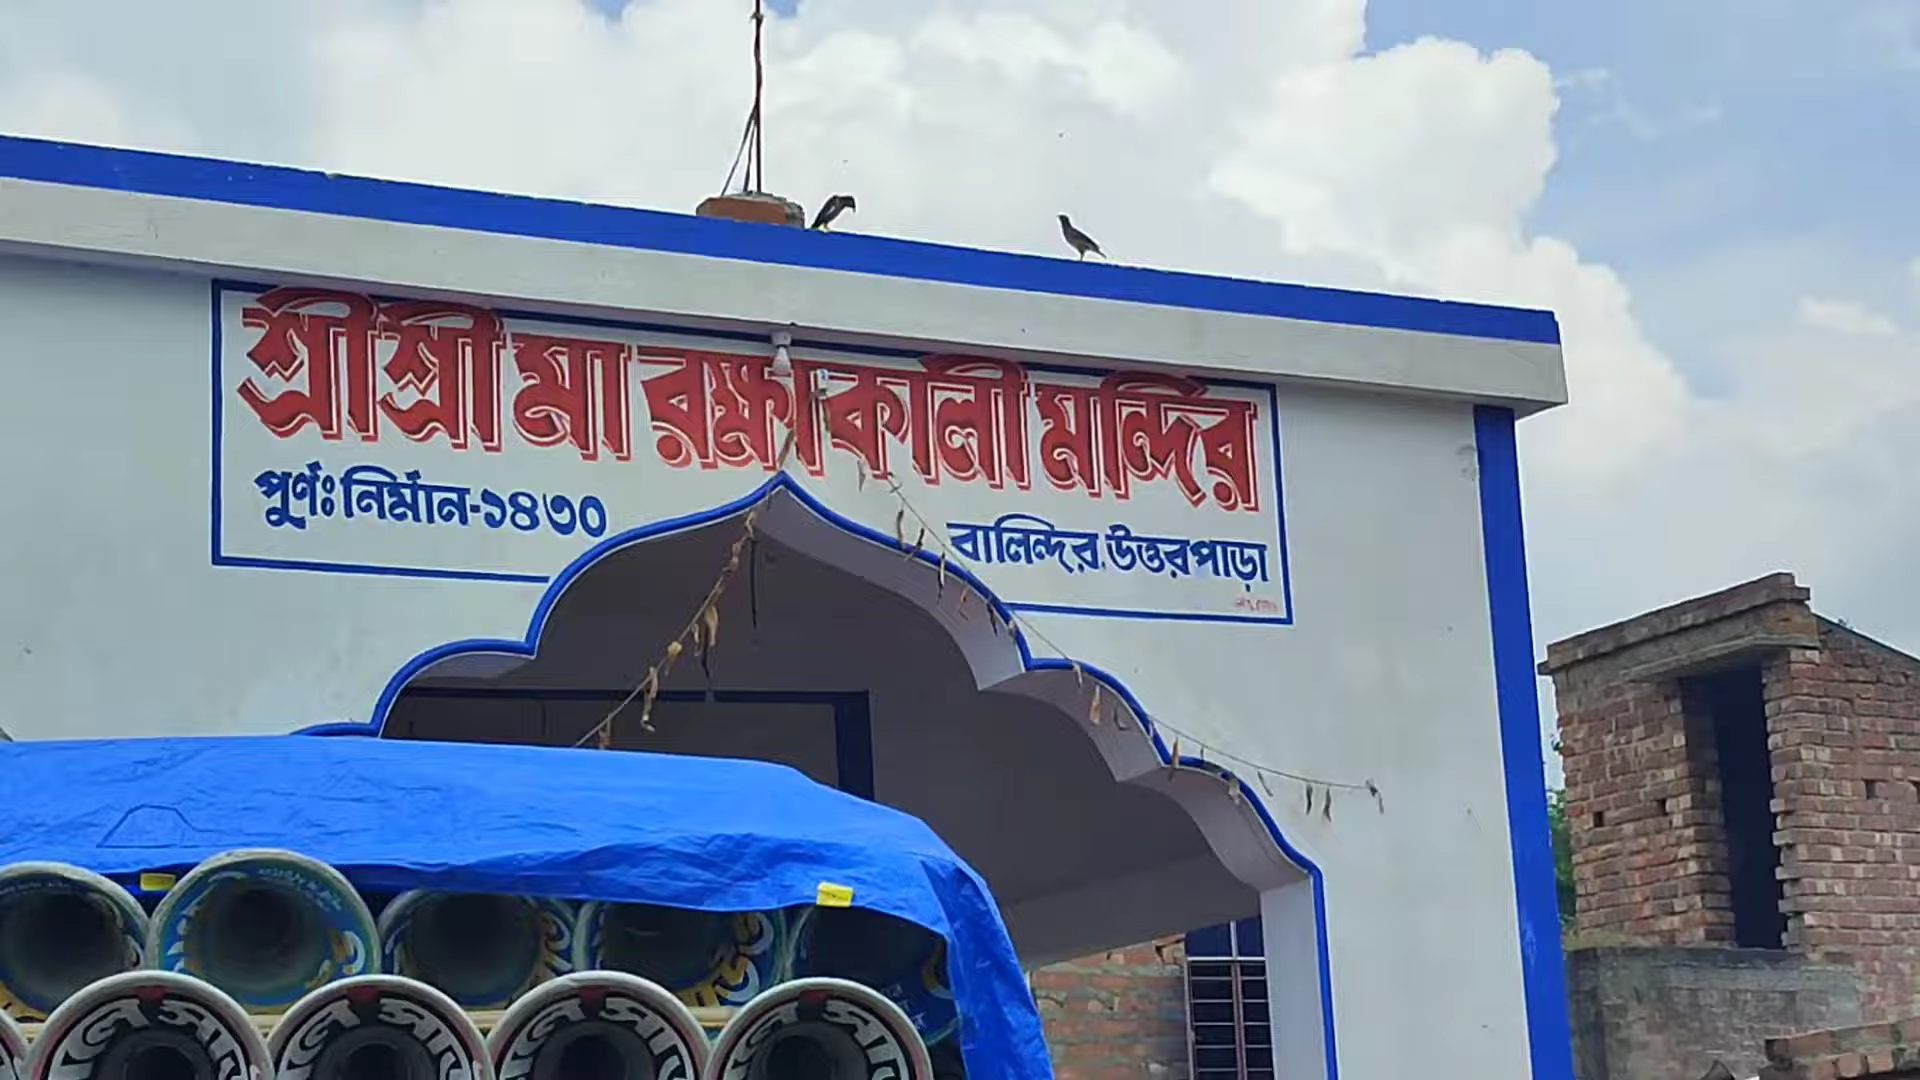 শ্রীশ্রী মা রক্ষাকালী মন্দির
পুর্ণঃ নির্মান-১৪৩০
বালিন্দির, উত্তরপাড়া